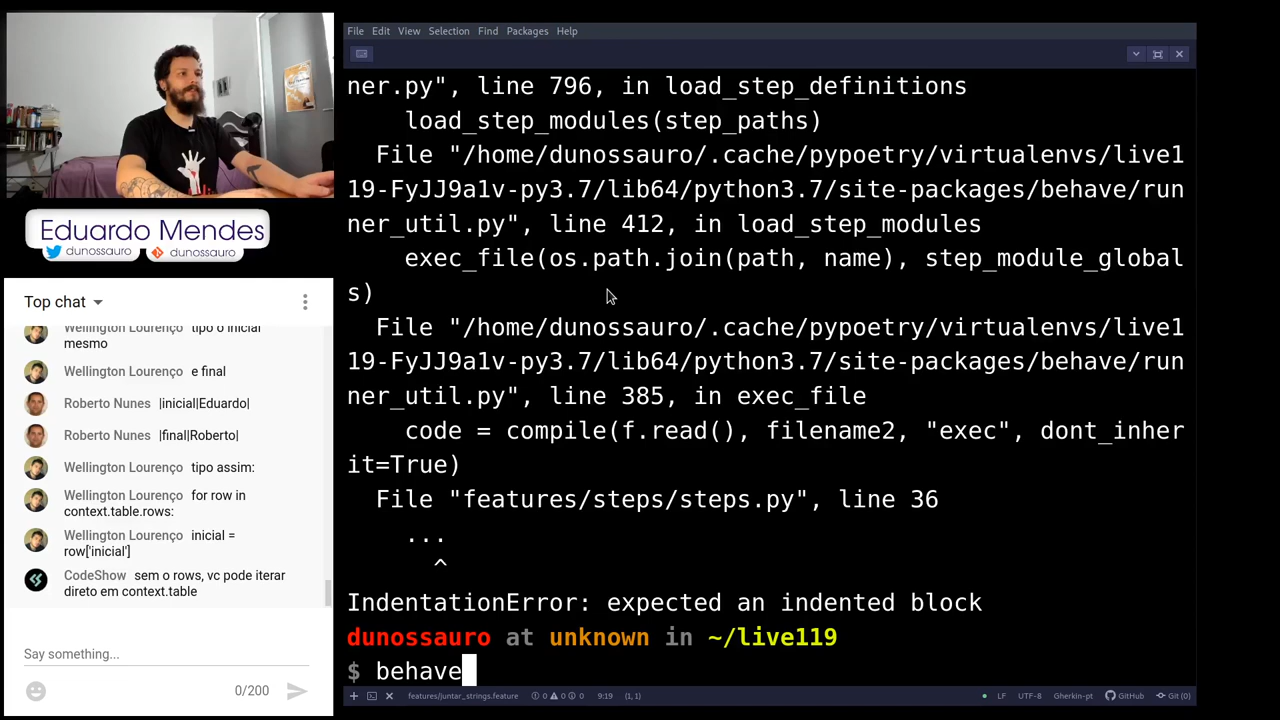 File Edit View Selection Find Packages Help
ner.py", line 796, in load_step_definitions
load_step_modules(step_paths)
File "/home/dunossauro/.cache/pypoetry/virtualenvs/live1
19-FyJJ9a1v-py3.7/lib64/python3.7/site-packages/behave/run
ner_util.py", line 412, in load_step_modules
exec_file(os.path.join(path, name), step_module_global
s)
File "/home/dunossauro/.cache/pypoetry/virtualenvs/live1
19-FyJJ9a1v-py3.7/lib64/python3.7/site-packages/behave/run
ner_util.py", line 385, in exec_file
code = compile(f.read(), filename2, "exec", dont_inher
it=True)
File "features/steps/steps.py", line 36
...
^
IndentationError: expected an indented block
dunossauro at unknown in ~/live119
$ behave
features/juntar_strings.feature 0 0 0 9:19 (1, 1) LF UTF-8 Gherkin-pt GitHub Git (0)
Eduardo Mendes
dunossauro dunossauro
Top chat
Wellington Lourenço tipo o inicial
mesmo
Wellington Lourenço e final
Roberto Nunes |inicial|Eduardo|
Roberto Nunes |final|Roberto|
Wellington Lourenço tipo assim:
Wellington Lourenço for row in
context.table.rows:
Wellington Lourenço inicial =
row['inicial']
CodeShow sem o rows, vc pode iterar
direto em context.table
Say something...
0/200